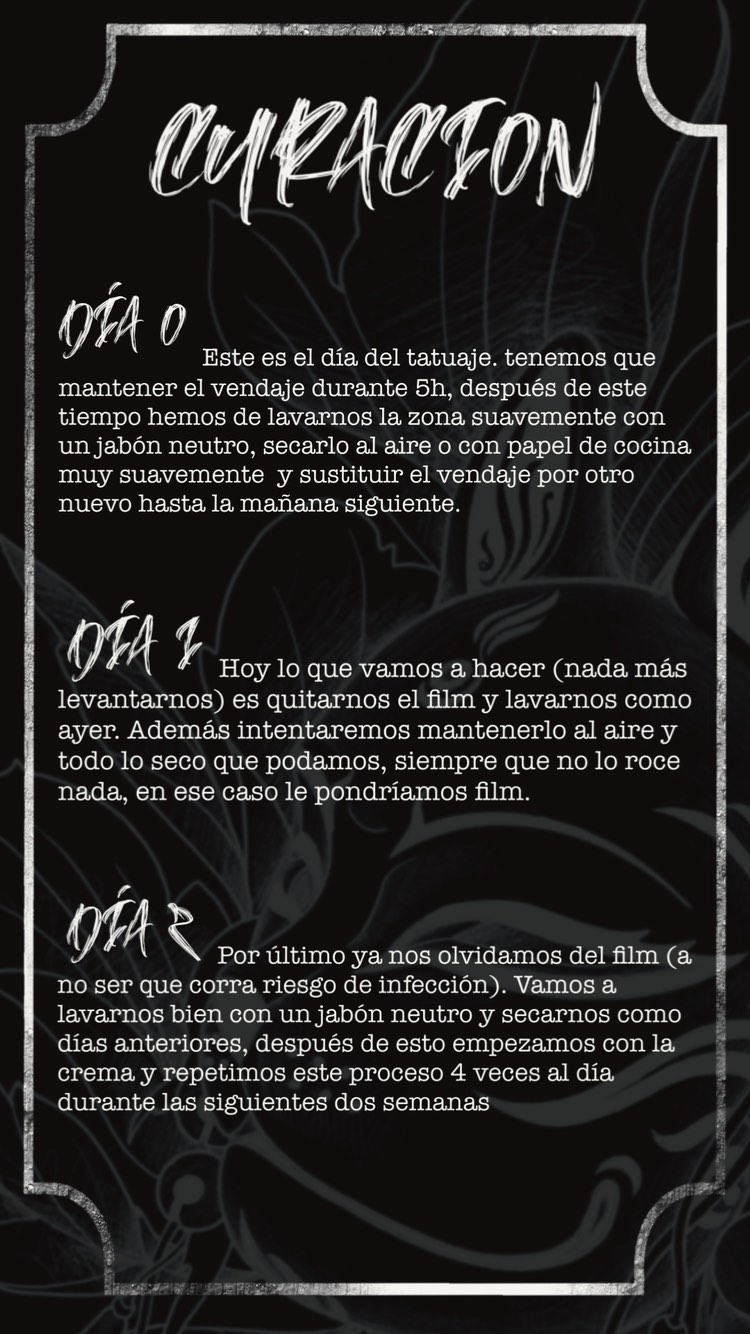 CURACION
DÍA 0 Este es el día del tatuaje. tenemos que
mantener el vendaje durante 5h, después de este
tiempo hemos de lavarnos la zona suavemente con
un jabón neutro, secarlo al aire o con papel de cocina
muy suavemente  y sustituir el vendaje por otro
nuevo hasta la mañana siguiente.
DÍA 1 Hoy lo que vamos a hacer (nada más
levantarnos) es quitarnos el film y lavarnos como
ayer. Además intentaremos mantenerlo al aire y
todo lo seco que podamos, siempre que no lo roce
nada, en ese caso le pondríamos film.
DÍA 2 Por último ya nos olvidamos del film (a
no ser que corra riesgo de infección). Vamos a
lavarnos bien con un jabón neutro y secarnos como
días anteriores, después de esto empezamos con la
crema y repetimos este proceso 4 veces al día
durante las siguientes dos semanas